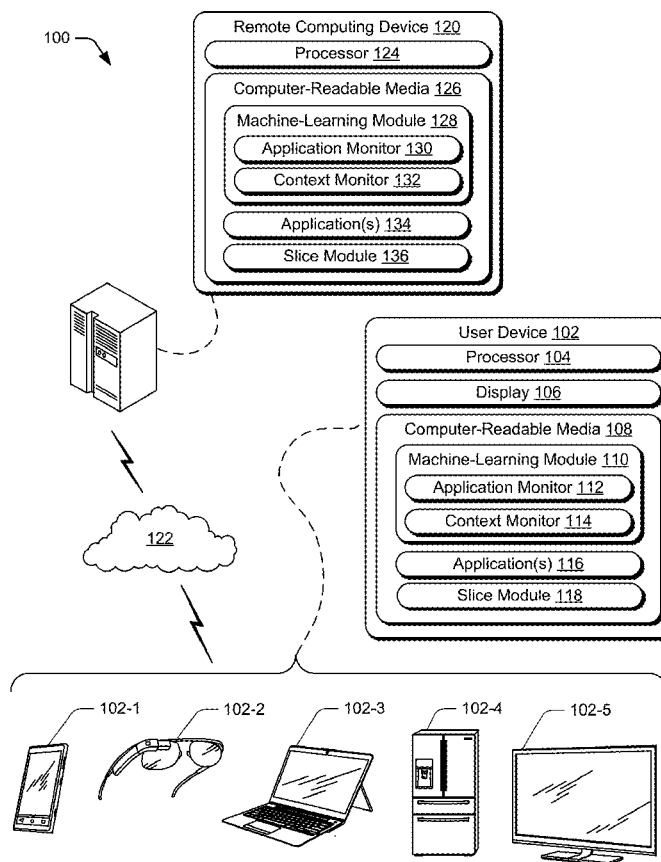 100
Remote Computing Device 120
Processor 124
Computer-Readable Media 126
Machine-Learning Module 128
Application Monitor 130
Context Monitor 132
Application(s) 134
Slice Module 136
User Device 102
Processor 104
Display 106
Computer-Readable Media 108
Machine-Learning Module 110
Application Monitor 112
Context Monitor 114
Application(s) 116
Slice Module 118
122
102-1
102-2
102-3
102-4
102-5